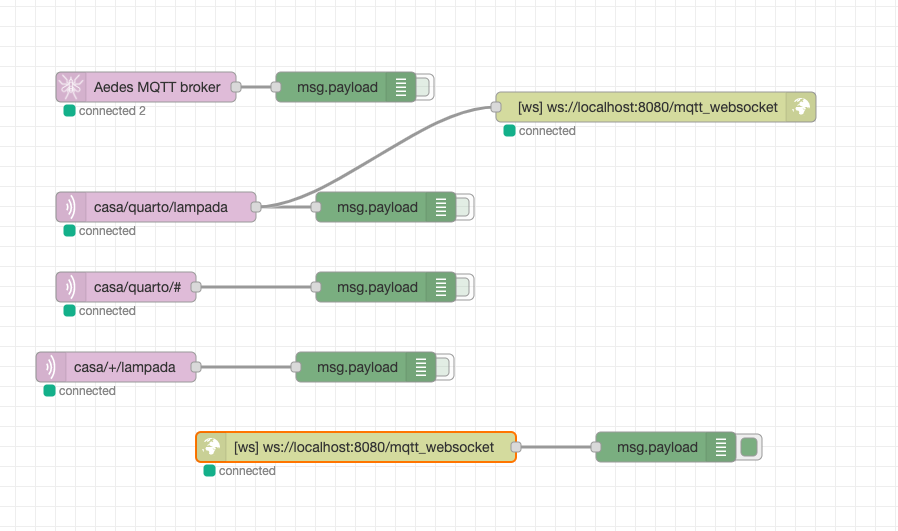 Aedes MQTT broker
msg.payload
connected 2
[ws] ws://localhost:8080/mqtt_websocket
connected
casa/quarto/lampada
msg.payload
connected
casa/quarto/#
msg.payload
connected
casa/+/lampada
msg.payload
connected
[ws] ws://localhost:8080/mqtt_websocket
msg.payload
connected